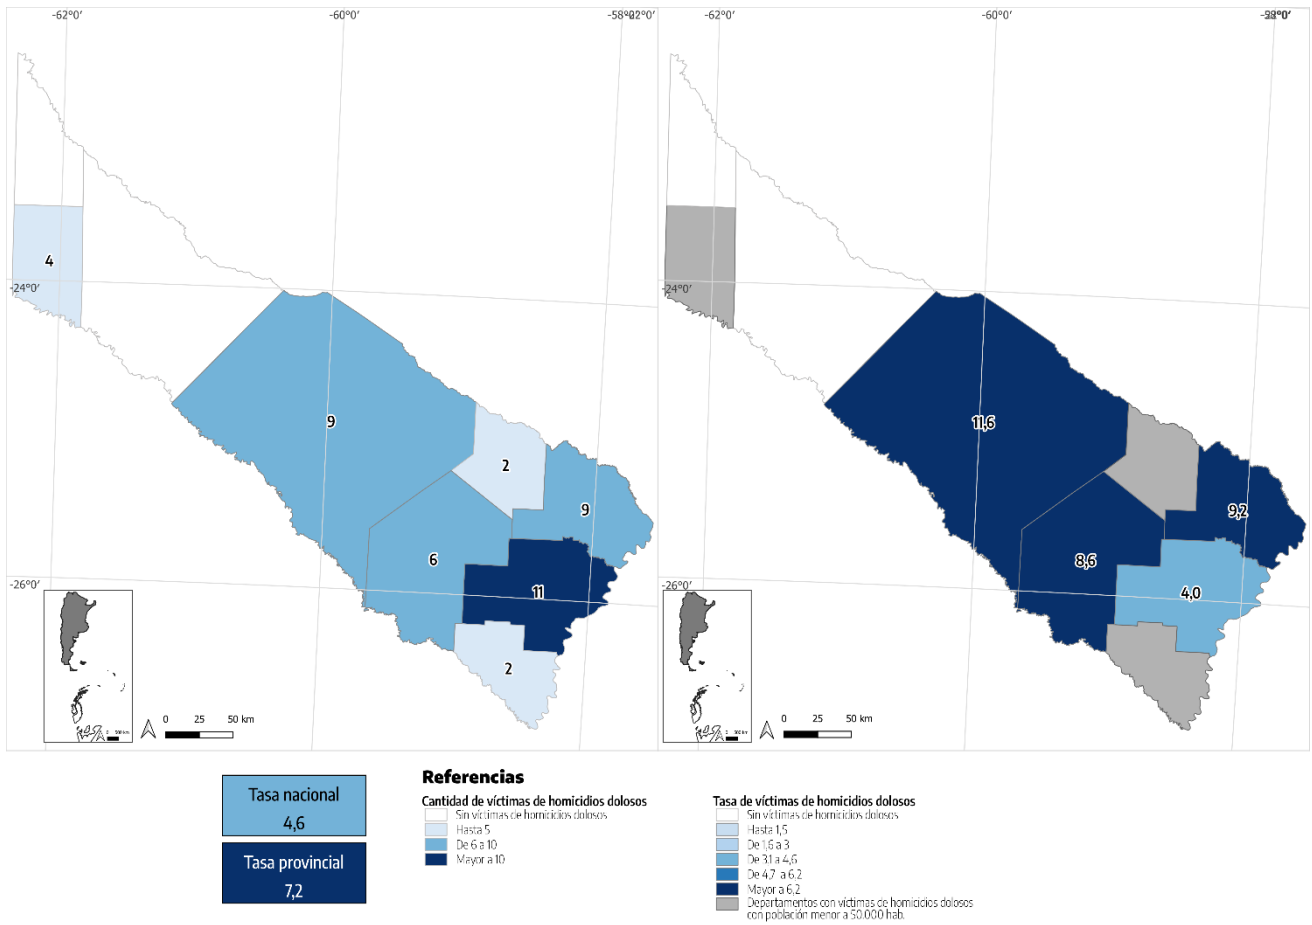 -62°0'
-60°0'
-62°0'
-60°0'
4
-24°0'
-24°0'
9
11,6
2
9
9,2
6
8,6
11
4,0
-26°0'
-26°0'
2
0 25 50 km
0 25 50 km
Tasa nacional
4,6
Tasa provincial
7,2
Referencias
Cantidad de víctimas de homicidios dolosos
Sin víctimas de homicidios dolosos
Hasta 5
De 6 a 10
Mayor a 10
Tasa de víctimas de homicidios dolosos
Sin víctimas de homicidios dolosos
Hasta 1,5
De 1,6 a 3
De 3,1 a 4,6
De 4,7 a 6,2
Mayor a 6,2
Departamentos con víctimas de homicidios dolosos
con población menor a 50.000 hab.